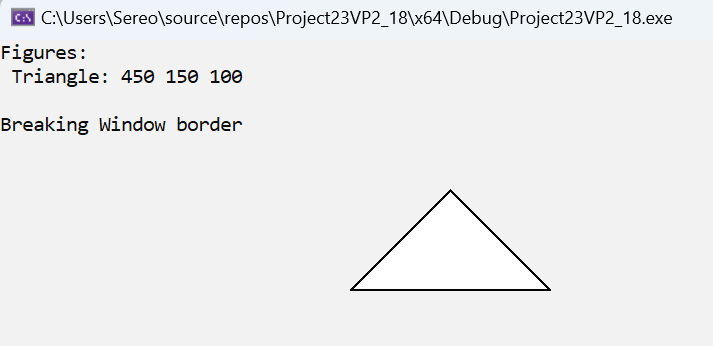 C:\Users\Sereo\source\repos\Project23VP2_18\x64\Debug\Project23VP2_18.exe
Figures:
Triangle: 450 150 100
Breaking Window border